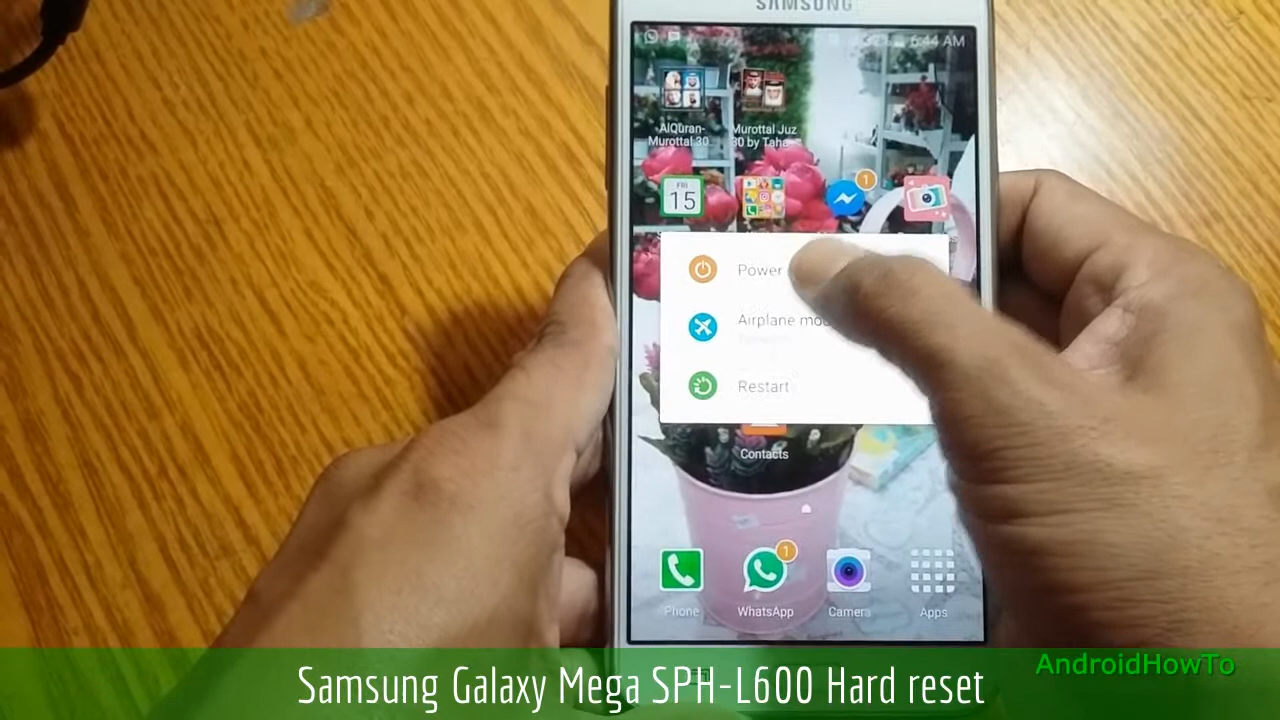 SAMSUNG
6:44 AM
AlQuran-
Murottal 30
Murottal Juz
30 by Taha
FRI
15
1
Power
Airplane mo
Restart
Contacts
1
Phone
WhatsApp
Camera
Apps
AndroidHowTo
Samsung Galaxy Mega SPH-L600 Hard reset